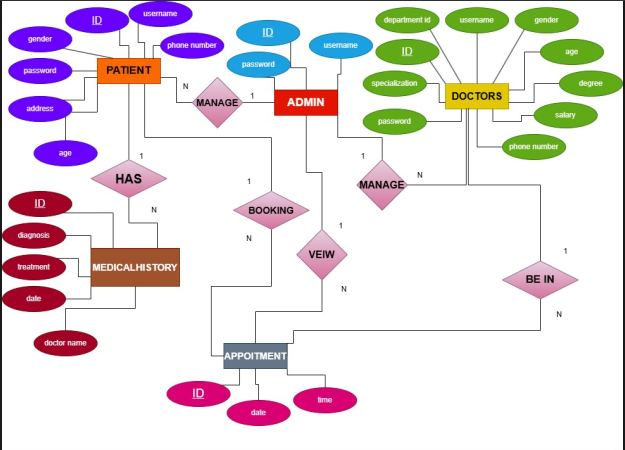 ID
username
gender
phone number
PATIENT
password
address
age
MANAGE
N
1
ID
username
password
ADMIN
department id
username
gender
ID
age
specialization
degree
DOCTORS
salary
password
phone number
1
HAS
N
1
MANAGE
N
1
BOOKING
N
1
VEIW
N
1
BE IN
N
ID
diagnosis
treatment
MEDICALHISTORY
date
doctor name
APPOITMENT
ID
date
time